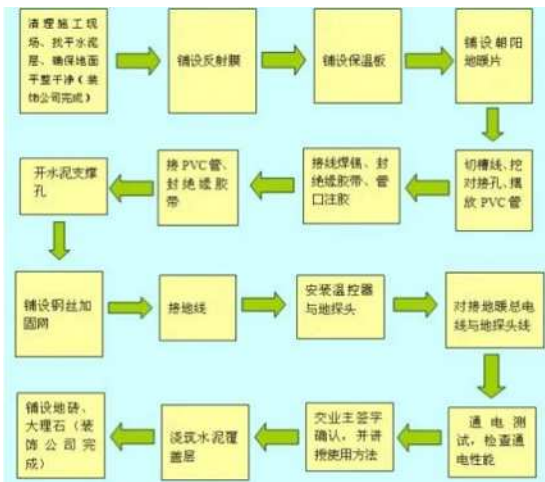 清理施工现
场、找平水泥
层、确保地面
平整干净（装
饰公司完成）
铺设反射膜
铺设保温板
铺设朝阳
地暖片
切槽线、挖
对接孔、摆
放PVC管
接线焊锡、封
绝缘胶带、管
口注胶
接PVC管、
封绝缘胶
带
开水泥支撑
孔
铺设钢丝加
固网
接地线
安装温控器
与地探头
对接地暖总电
线与地探头线
通电测
试，检查通
电性能
交业主签字
确认，并讲
授使用方法
浇筑水泥覆
盖层
铺设地砖、
大理石（装
饰公司完
成）